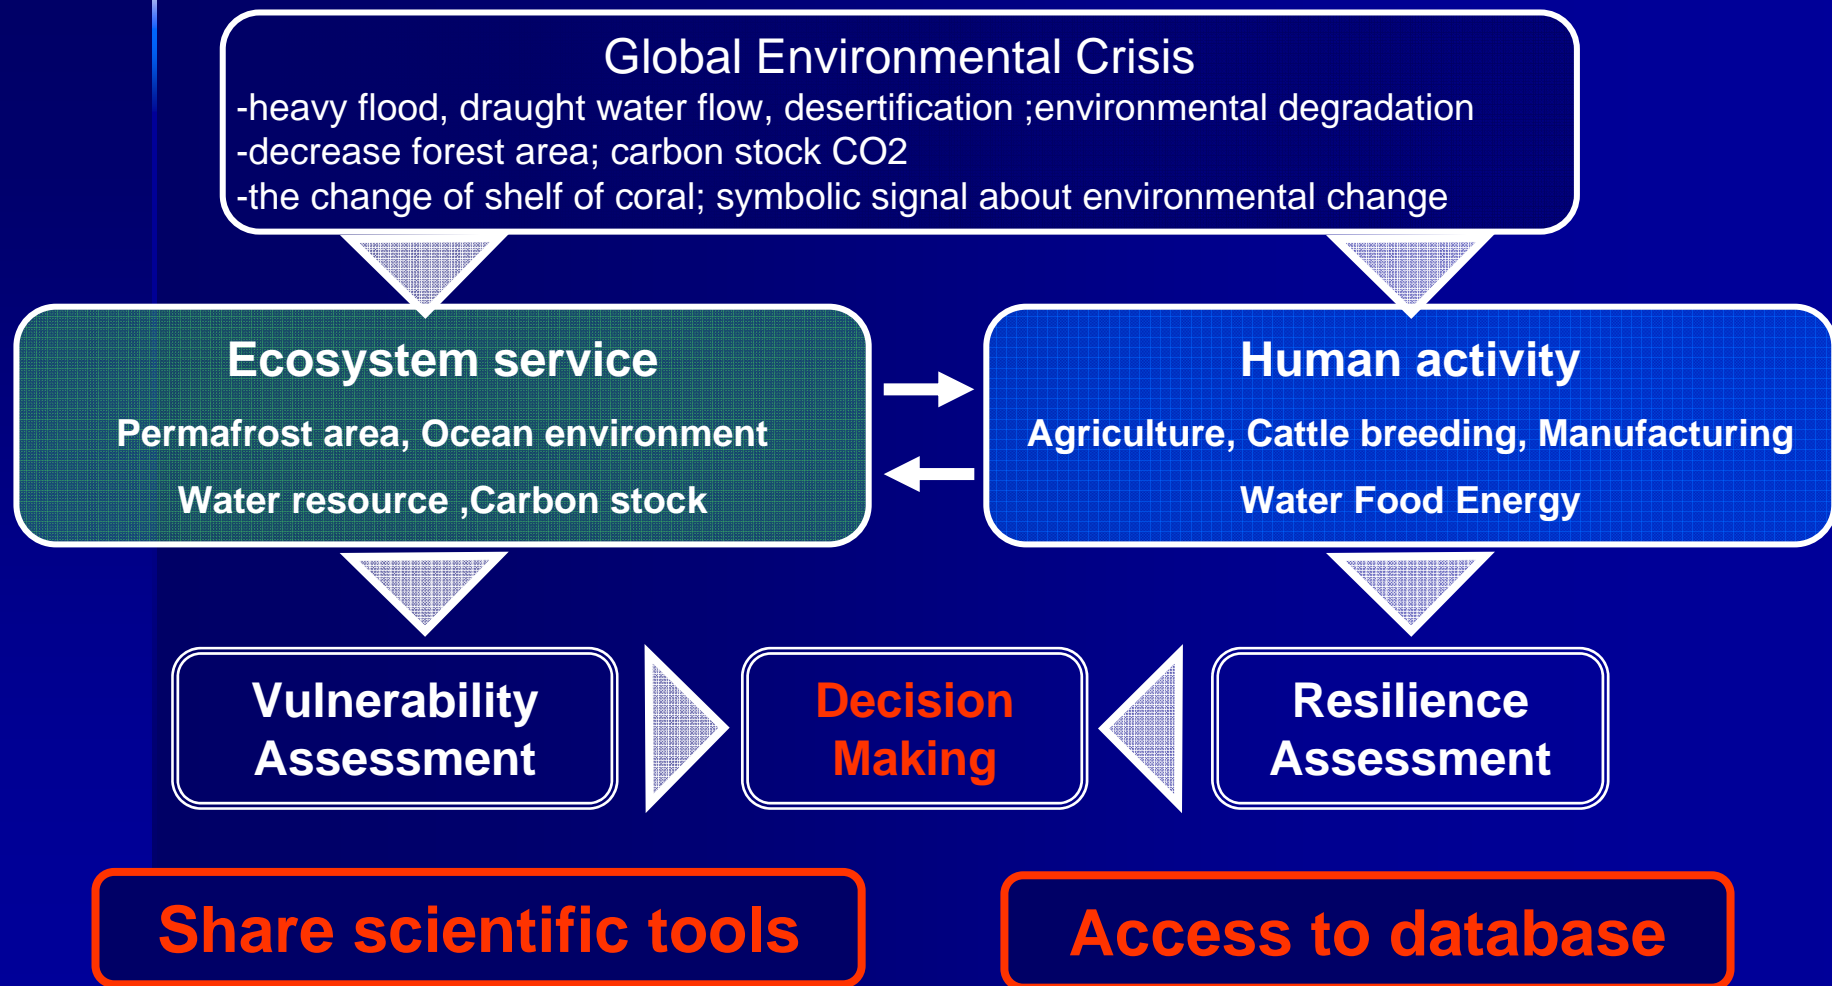 Global Environmental Crisis
-heavy flood, draught water flow, desertification ;environmental degradation
-decrease forest area; carbon stock CO2
-the change of shelf of coral; symbolic signal about environmental change
Ecosystem service
Permafrost area, Ocean environment
Water resource ,Carbon stock
Human activity
Agriculture, Cattle breeding, Manufacturing
Water Food Energy
Vulnerability
Assessment
Decision
Making
Resilience
Assessment
Share scientific tools
Access to database